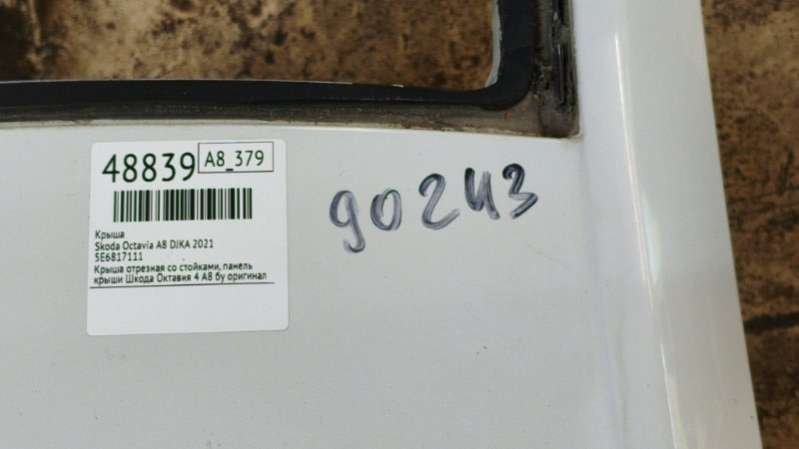 48839 A8_379
Крыша
Skoda Octavia A8 DJKA 2021
5E6817111
Крыша отрезная со стойками, панель
крыши Шкода Октавия 4 А8 бу оригинал
90243